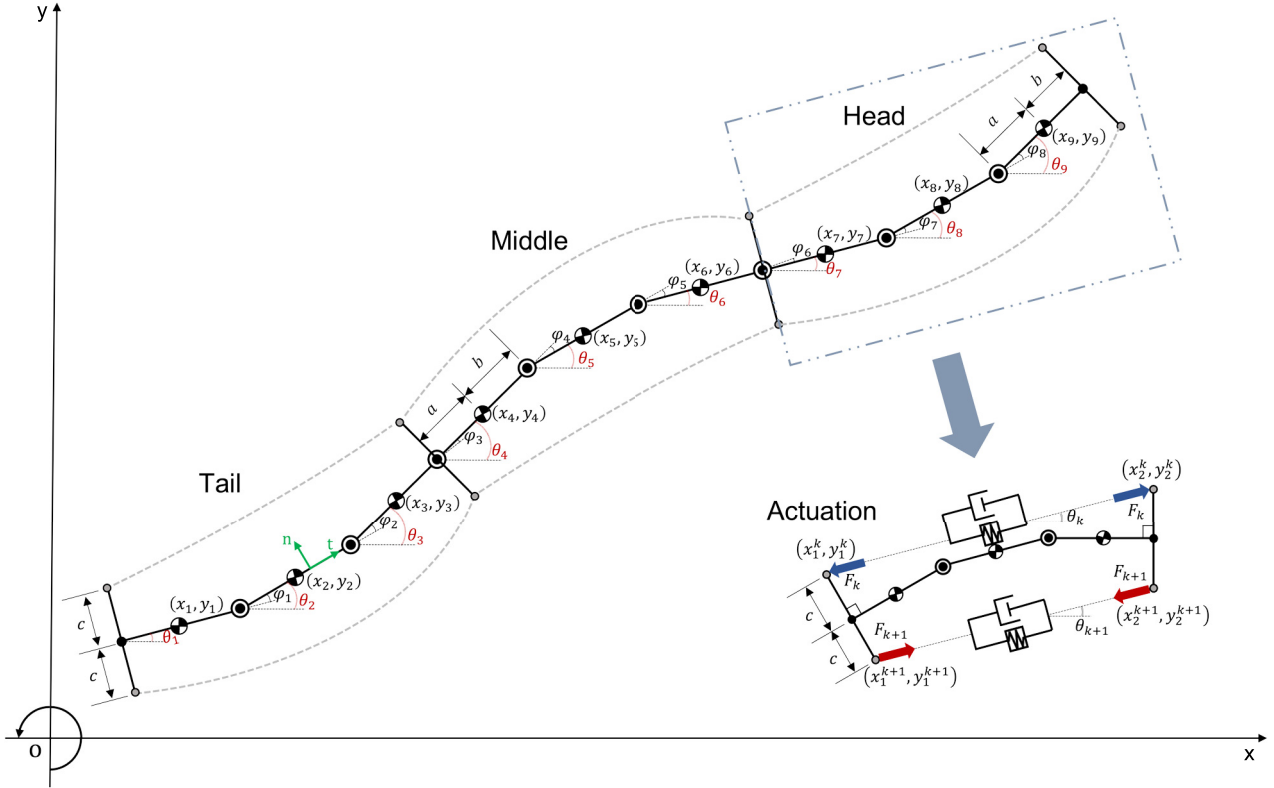 y
Head
b
a
(x₉, y₉)
φ₈
θ₉
(x₈, y₈)
φ₇
θ₈
Middle
(x₇, y₇)
φ₆
θ₇
(x₆, y₆)
φ₅
θ₆
φ₄
(x₅, y₅)
θ₅
b
a
(x₄, y₄)
φ₃
θ₄
Tail
(x₃, y₃)
φ₂
θ₃
n
t
(x₂, y₂)
φ₁
θ₂
(x₁, y₁)
θ₁
c
c
Actuation
(x₂ᵏ, y₂ᵏ)
Fₖ
θₖ
(x₁ᵏ, y₁ᵏ)
Fₖ
Fₖ₊₁
(x₂ᵏ⁺¹, y₂ᵏ⁺¹)
θₖ₊₁
c
Fₖ₊₁
c
(x₁ᵏ⁺¹, y₁ᵏ⁺¹)
O
x